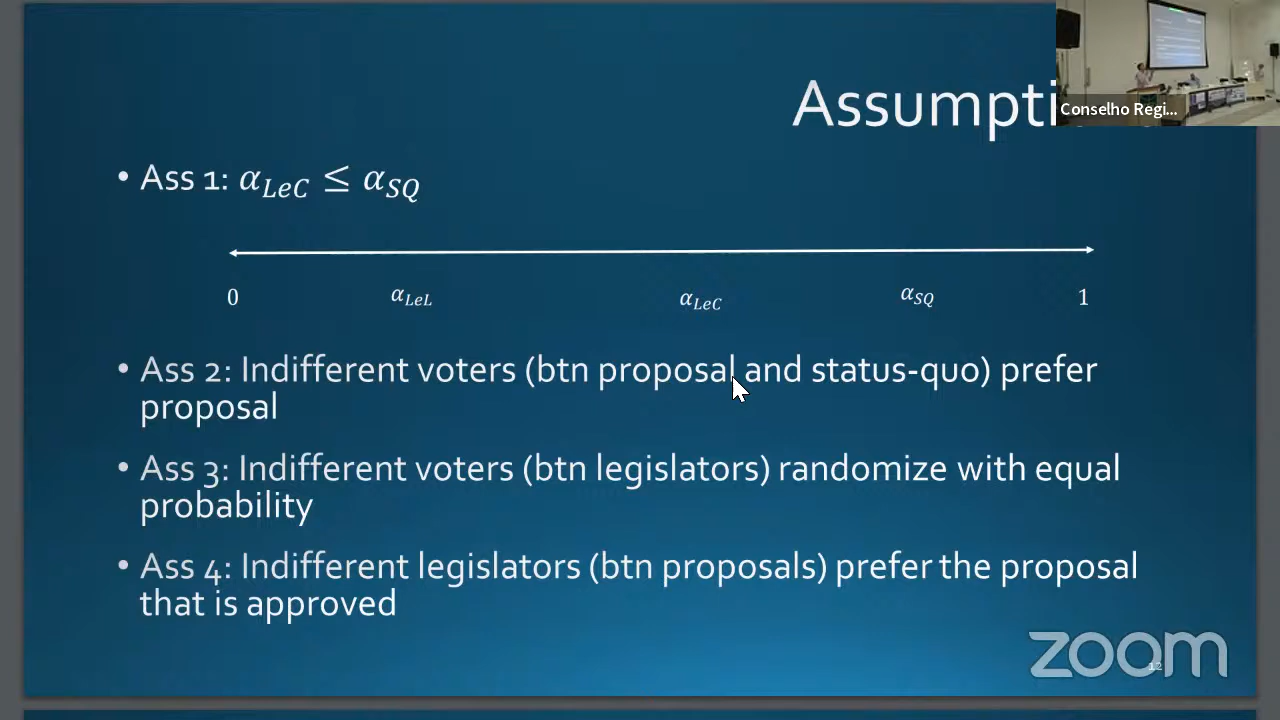 Assumpti
Conselho Regi...
• Ass 1: α_LeC ≤ α_SQ
0 α_LeL α_LeC α_SQ 1
• Ass 2: Indifferent voters (btn proposal and status-quo) prefer
proposal
• Ass 3: Indifferent voters (btn legislators) randomize with equal
probability
• Ass 4: Indifferent legislators (btn proposals) prefer the proposal
that is approved
zoom
12